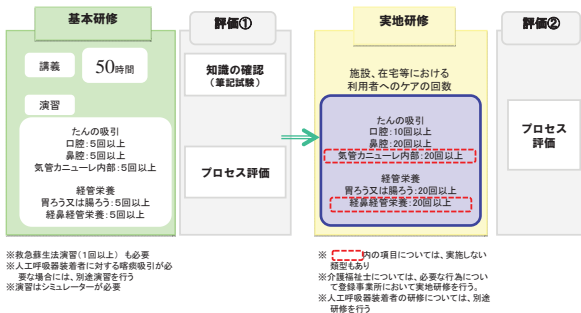 基本研修
講義
50時間
演習
たんの吸引
口腔:5回以上
鼻腔:5回以上
気管カニューレ内部:5回以上
経管栄養
胃ろう又は腸ろう:5回以上
経鼻経管栄養:5回以上
※救急蘇生法演習(1回以上) も必要
※人工呼吸器装着者に対する喀痰吸引が必
要な場合には、別途演習を行う
※演習はシミュレーターが必要
評価①
知識の確認
(筆記試験)
プロセス評価
実地研修
施設、在宅等における
利用者へのケアの回数
たんの吸引
口腔:10回以上
鼻腔:20回以上
気管カニューレ内部:20回以上
経管栄養
胃ろう又は腸ろう:20回以上
経鼻経管栄養:20回以上
※ 内の項目については、実施しない
類型もあり
※介護福祉士については、必要な行為につい
て登録事業所において実地研修を行う。
※人工呼吸器装着者の研修については、別途
研修を行う
評価②
プロセス
評価